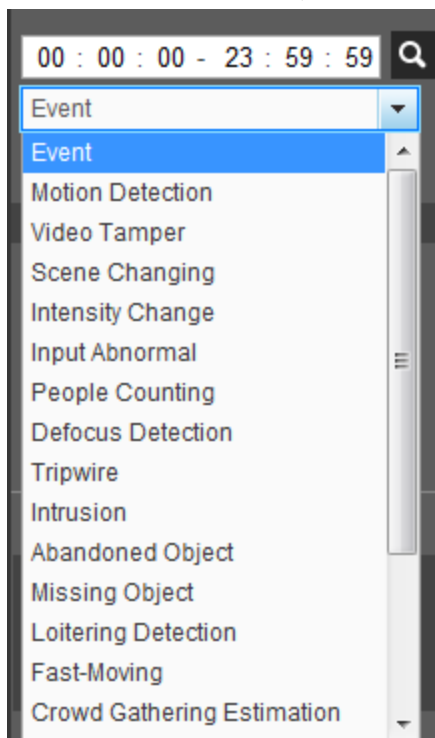 00 : 00 : 00 - 23 : 59 : 59
Event
Event
Motion Detection
Video Tamper
Scene Changing
Intensity Change
Input Abnormal
People Counting
Defocus Detection
Tripwire
Intrusion
Abandoned Object
Missing Object
Loitering Detection
Fast-Moving
Crowd Gathering Estimation